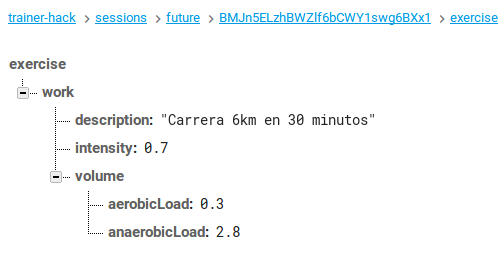 trainer-hack > sessions > future > BMJn5ELzhBWZlf6bCWY1swg6BXx1 > exercise
exercise
work
description: "Carrera 6km en 30 minutos"
intensity: 0.7
volume
aerobicLoad: 0.3
anaerobicLoad: 2.8